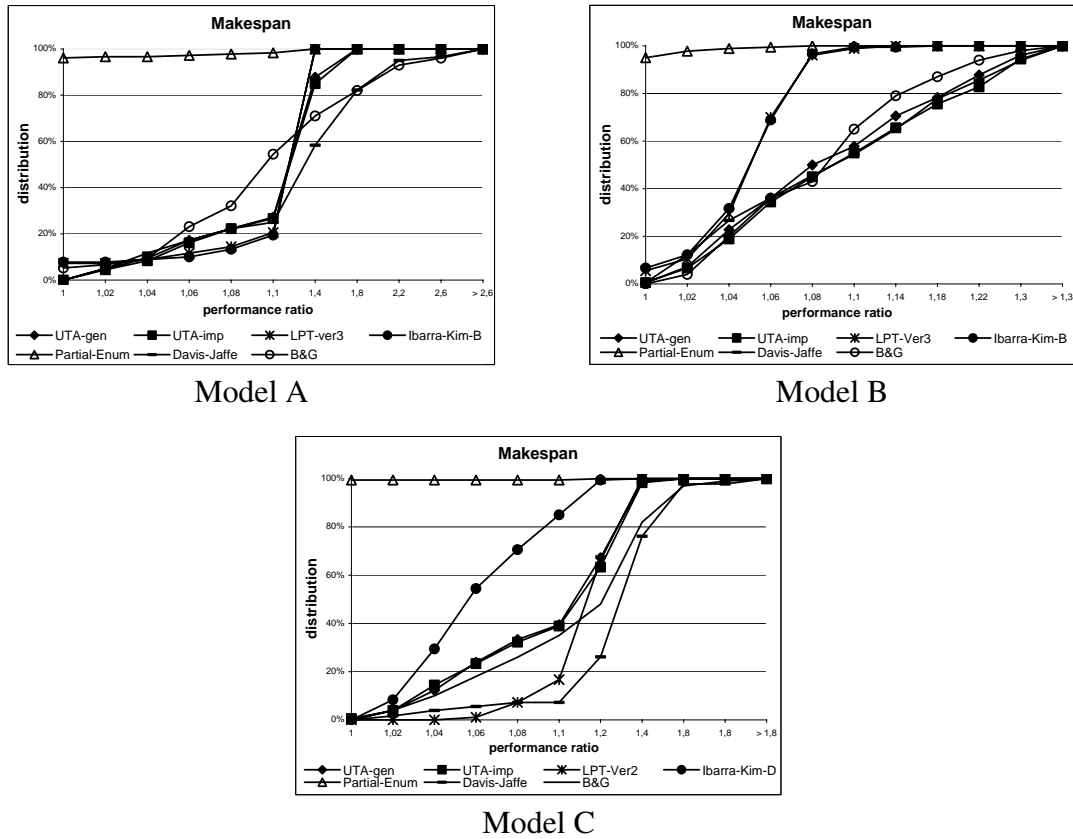 Makespan
100%
80%
60%
40%
20%
0%
distribution
1 1,02 1,04 1,06 1,08 1,1 1,4 1,8 2,2 2,6 > 2,6
performance ratio
UTA-gen UTA-imp LPT-ver3 Ibarra-Kim-B
Partial-Enum Davis-Jaffe B&G
Model A
Makespan
100%
80%
60%
40%
20%
0%
distribution
1 1,02 1,04 1,06 1,08 1,1 1,14 1,18 1,22 1,3 > 1,3
performance ratio
UTA-gen UTA-imp LPT-Ver3 Ibarra-Kim-B
Partial-Enum Davis-Jaffe B&G
Model B
Makespan
100%
80%
60%
40%
20%
0%
distribution
1 1,02 1,04 1,06 1,08 1,1 1,2 1,4 1,8 1,8 > 1,8
performance ratio
UTA-gen UTA-imp LPT-Ver2 Ibarra-Kim-D
Partial-Enum Davis-Jaffe B&G
Model C